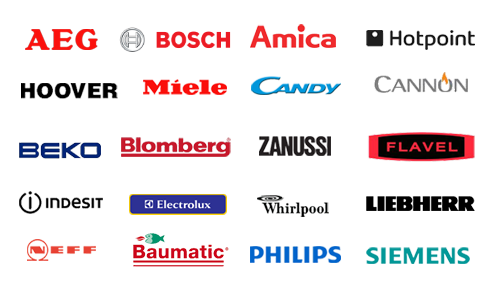 AEG BOSCH Amica Hotpoint
HOOVER Miele CANDY CANNON
BEKO Blomberg ZANUSSI FLAVEL
indesit Electrolux Whirlpool LIEBHERR
NEFF Baumatic PHILIPS SIEMENS